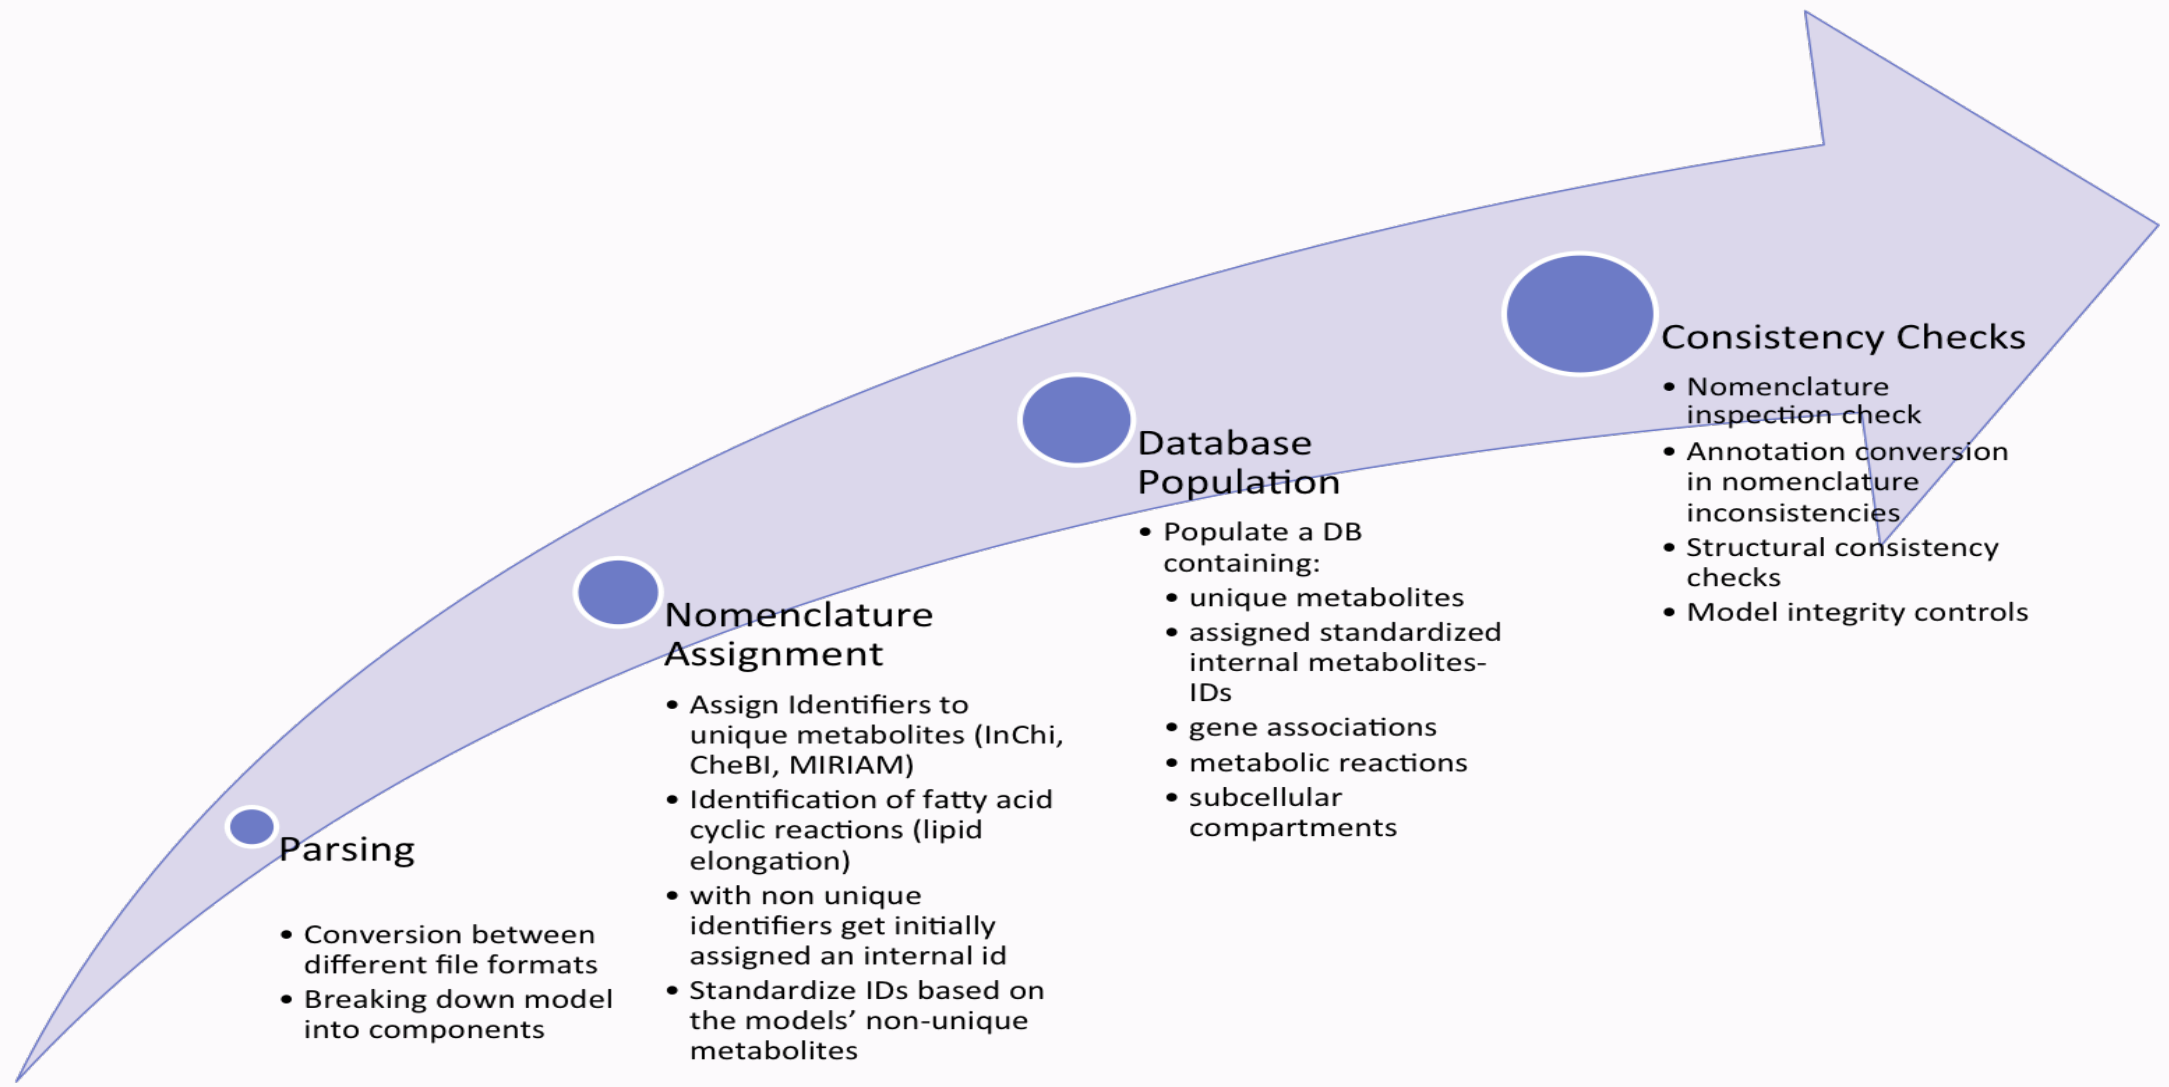 Parsing
• Conversion between
different file formats
• Breaking down model
into components
Nomenclature
Assignment
• Assign Identifiers to
unique metabolites (InChi,
CheBI, MIRIAM)
• Identification of fatty acid
cyclic reactions (lipid
elongation)
• with non unique
identifiers get initially
assigned an internal id
• Standardize IDs based on
the models’ non-unique
metabolites
Database
Population
• Populate a DB
containing:
• unique metabolites
• assigned standardized
internal metabolites-
IDs
• gene associations
• metabolic reactions
• subcellular
compartments
Consistency Checks
• Nomenclature
inspection check
• Annotation conversion
in nomenclature
inconsistencies
• Structural consistency
checks
• Model integrity controls